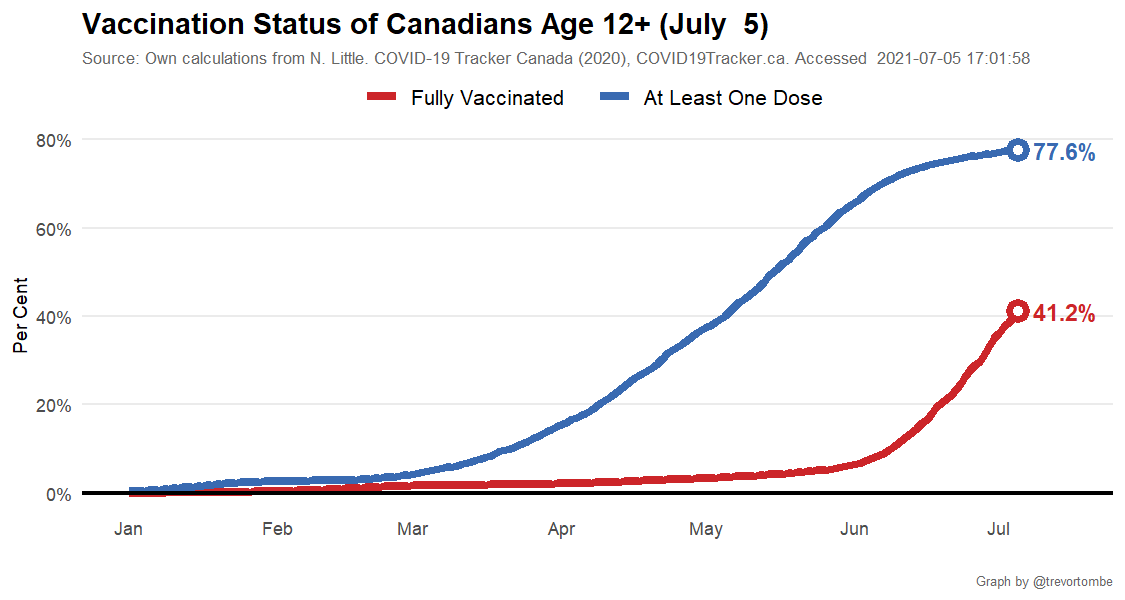 Vaccination Status of Canadians Age 12+ (July  5)
Source: Own calculations from N. Little. COVID-19 Tracker Canada (2020), COVID19Tracker.ca. Accessed  2021-07-05 17:01:58
Fully Vaccinated At Least One Dose
80%
77.6%
60%
Per Cent
40%
41.2%
20%
0%
Jan Feb Mar Apr May Jun Jul
Graph by @trevortombe